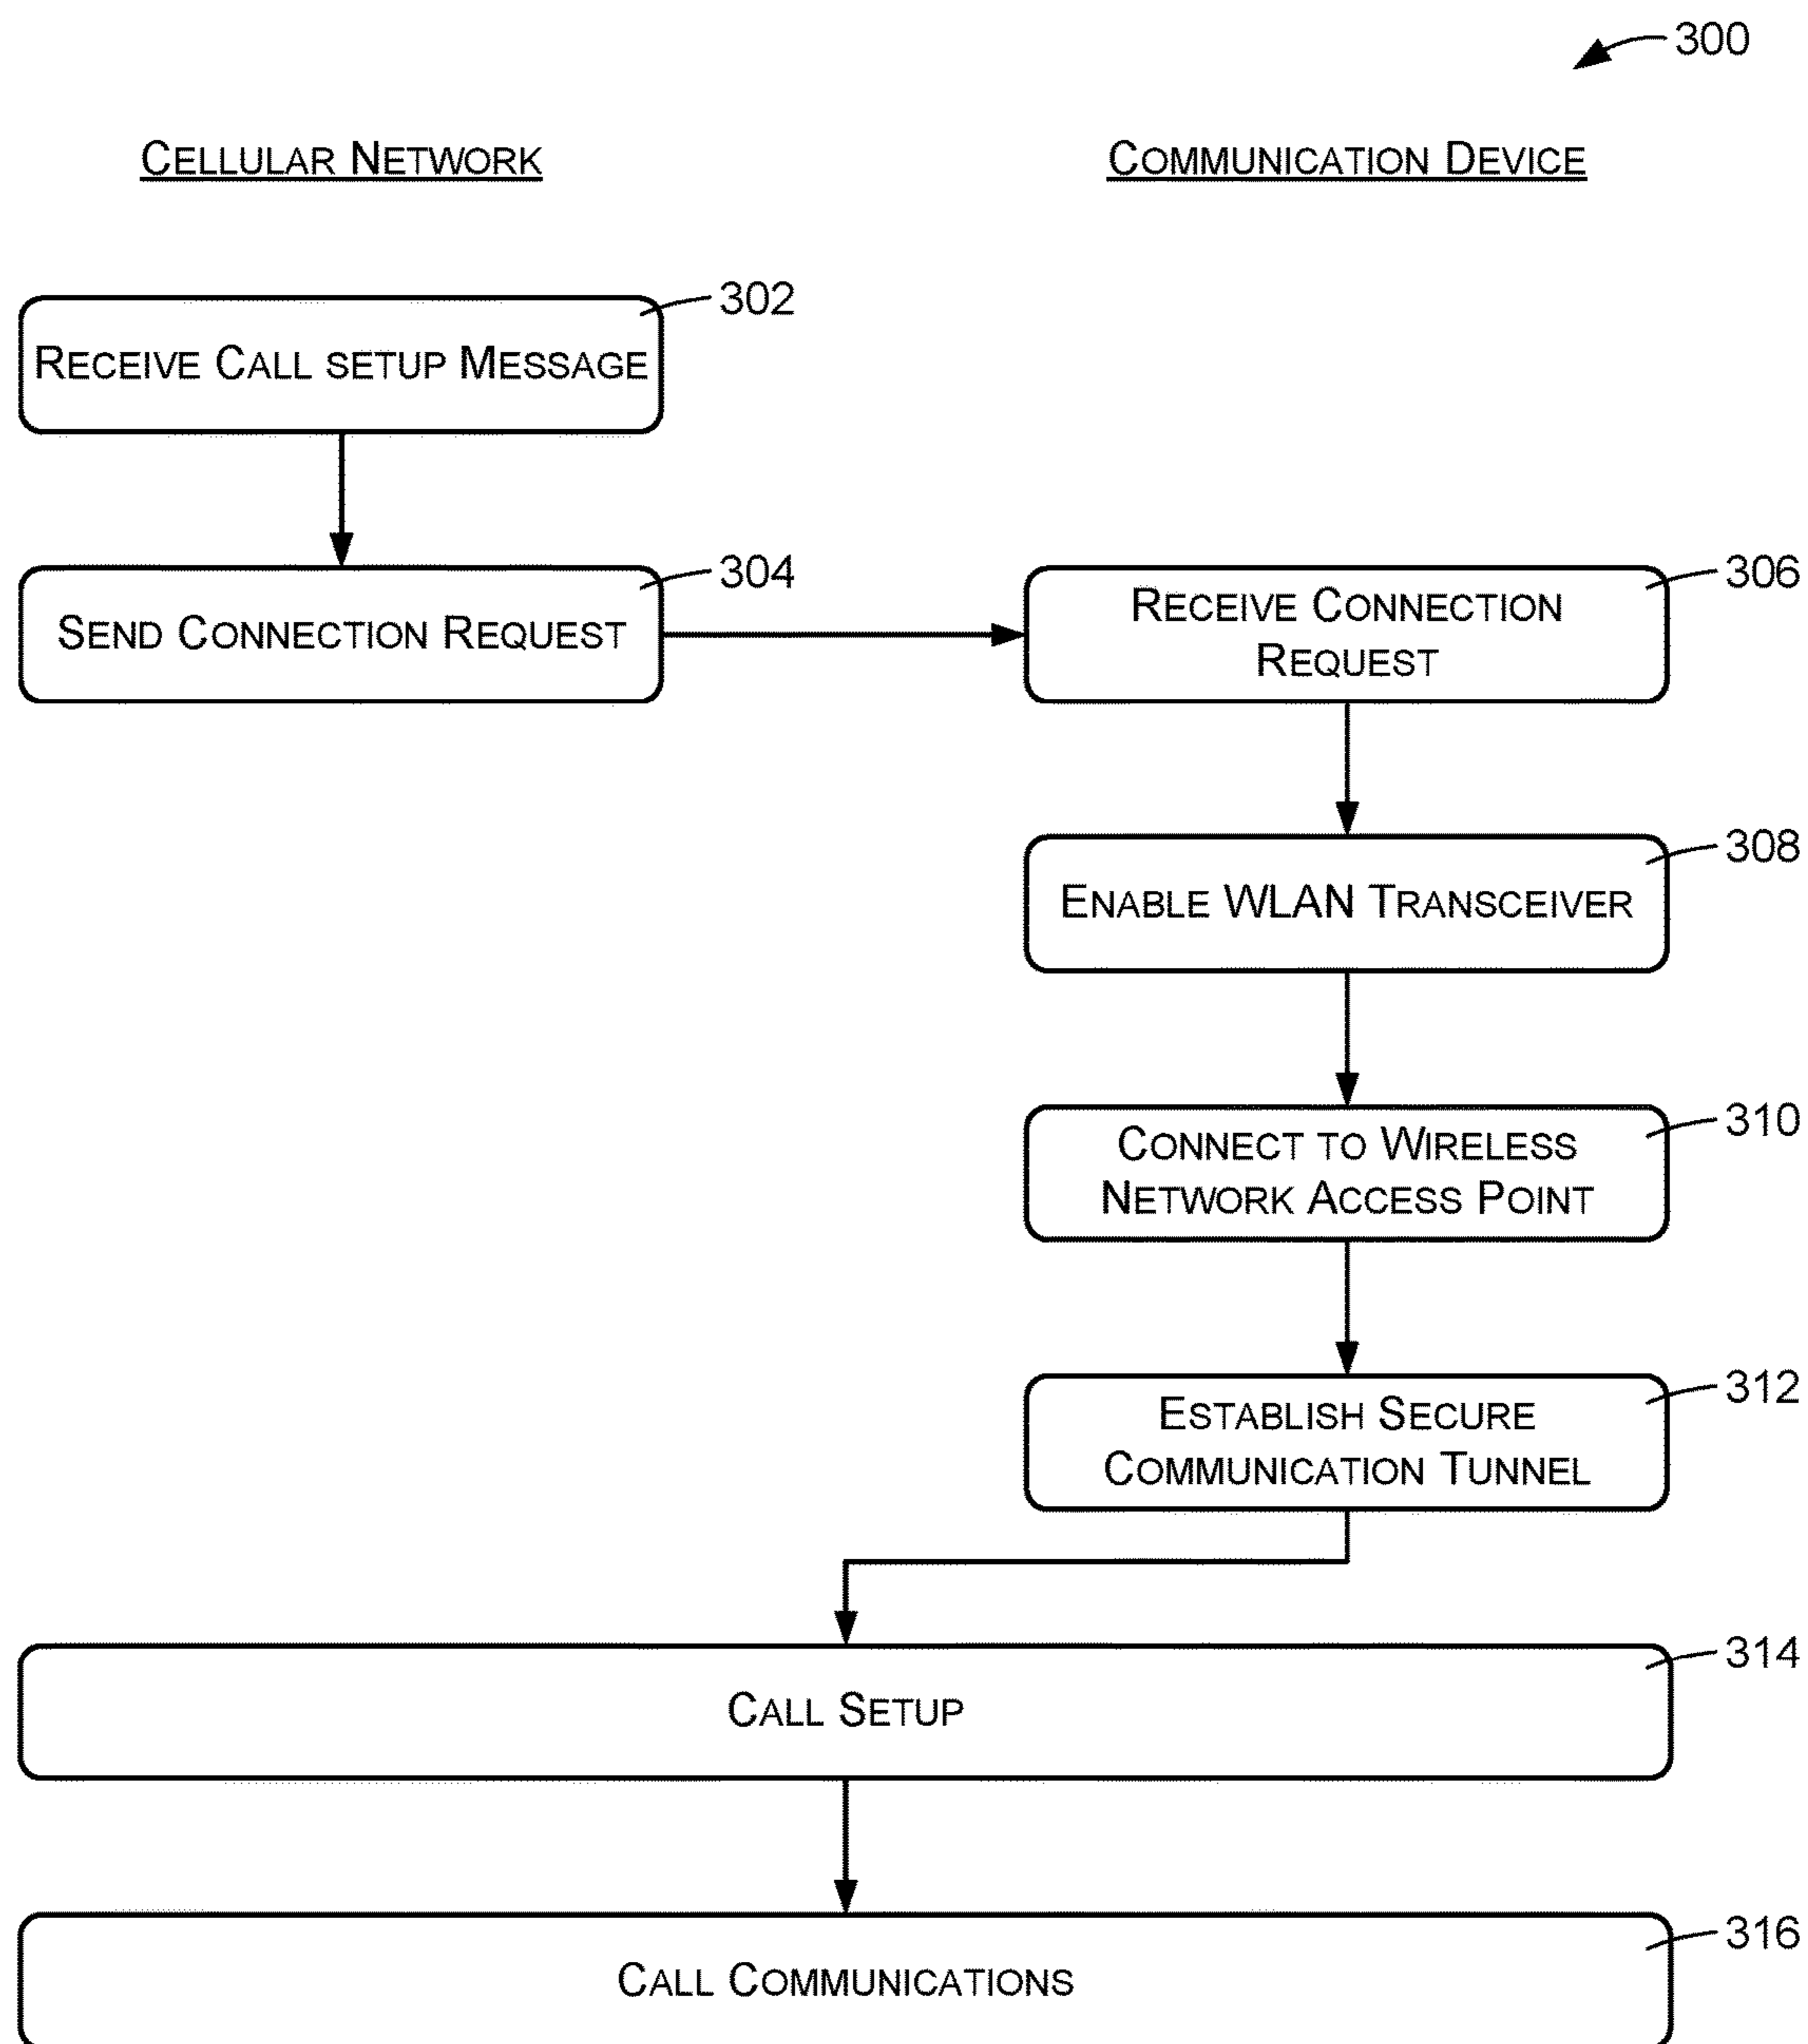 300
CELLULAR NETWORK
COMMUNICATION DEVICE
302
RECEIVE CALL SETUP MESSAGE
304
SEND CONNECTION REQUEST
306
RECEIVE CONNECTION
REQUEST
308
ENABLE WLAN TRANSCEIVER
310
CONNECT TO WIRELESS
NETWORK ACCESS POINT
312
ESTABLISH SECURE
COMMUNICATION TUNNEL
314
CALL SETUP
316
CALL COMMUNICATIONS